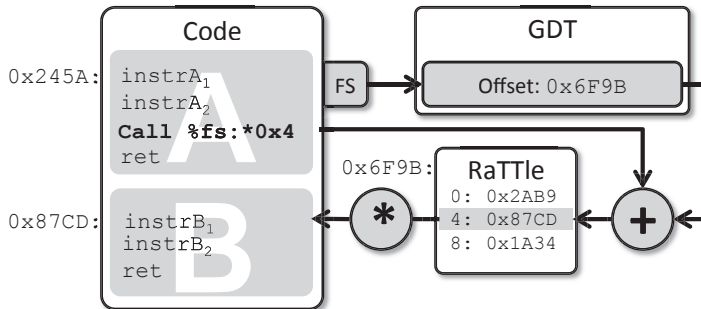 Code
0x245A:
A
instrA₁
instrA₂
Call %fs:*0x4
ret
FS
GDT
Offset: 0x6F9B
0x87CD:
B
instrB₁
instrB₂
ret
*
0x6F9B:
RaTTle
0: 0x2AB9
4: 0x87CD
8: 0x1A34
+